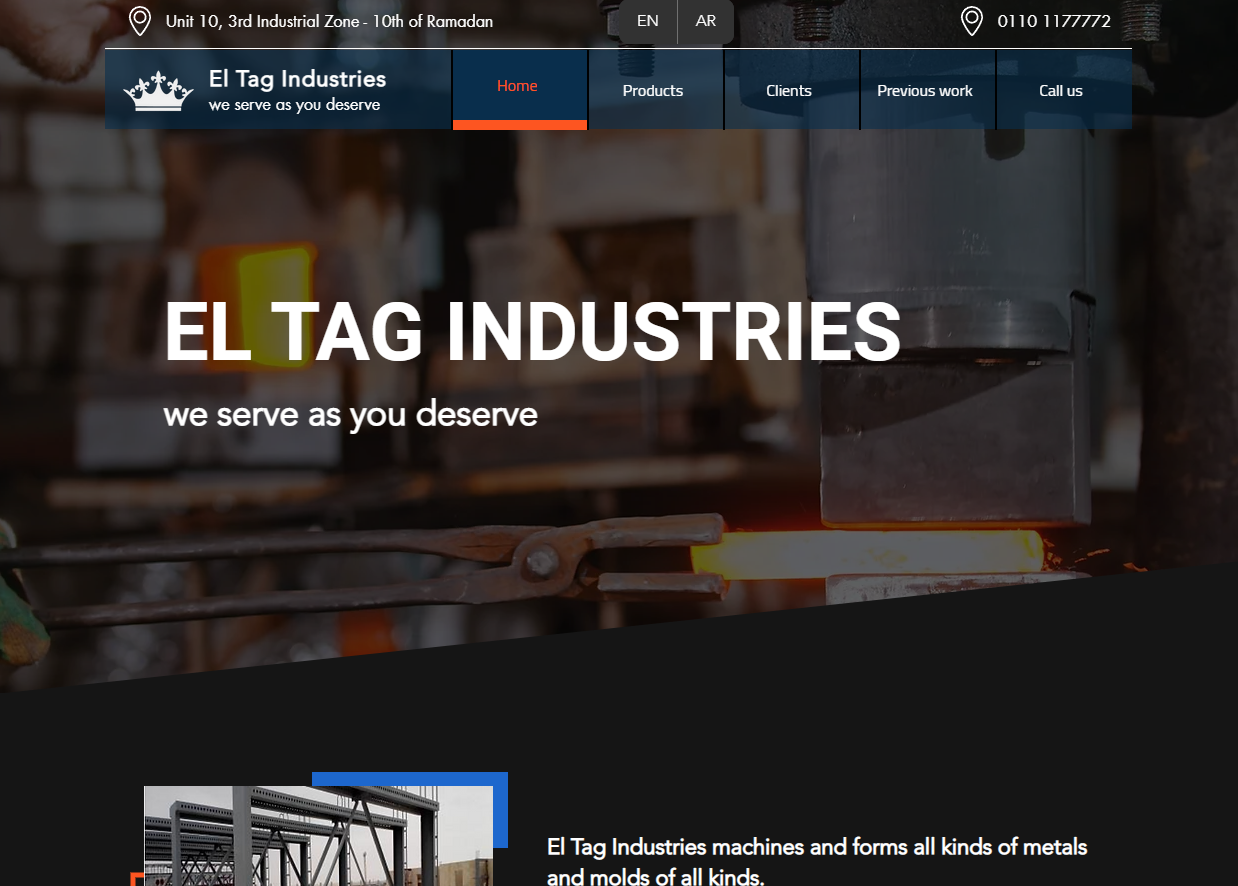 Unit 10, 3rd Industrial Zone - 10th of Ramadan
EN
AR
0110 1177772
El Tag Industries
we serve as you deserve
Home
Products
Clients
Previous work
Call us
EL TAG INDUSTRIES
we serve as you deserve
El Tag Industries machines and forms all kinds of metals
and molds of all kinds.